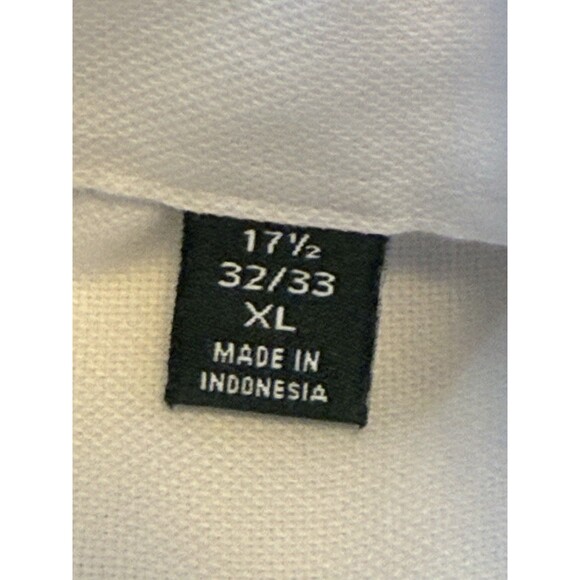 17½
32/33
XL
MADE IN
INDONESIA